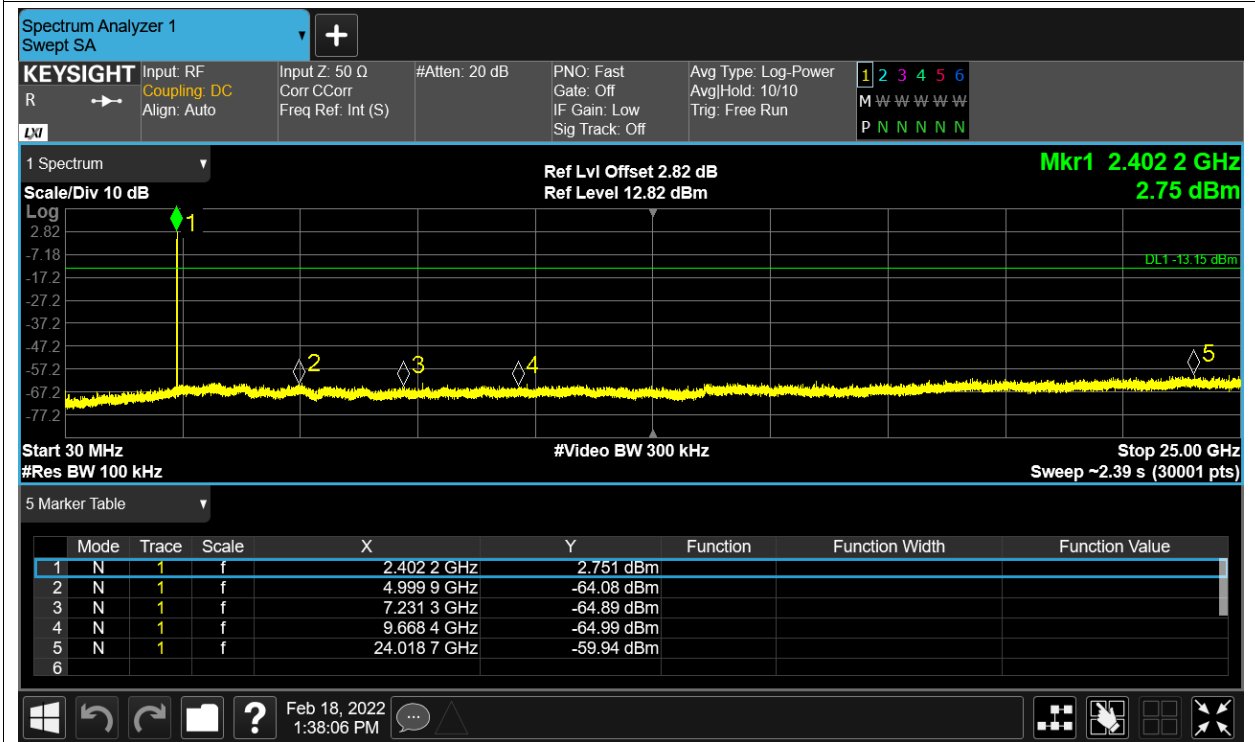 Spectrum Analyzer 1
Swept SA
KEYSIGHT
R
LXI
Input: RF
Coupling: DC
Align: Auto
Input Z: 50 Ω
Corr CCorr
Freq Ref: Int (S)
#Atten: 20 dB
PNO: Fast
Gate: Off
IF Gain: Low
Sig Track: Off
Avg Type: Log-Power
Avg|Hold: 10/10
Trig: Free Run
1 2 3 4 5 6
M W W W W W
P N N N N N
1 Spectrum
Scale/Div 10 dB
Ref Lvl Offset 2.82 dB
Ref Level 12.82 dBm
Mkr1 2.402 2 GHz
2.75 dBm
Log
1
2.82
-7.18
DL1 -13.15 dBm
-17.2
-27.2
-37.2
-47.2
-57.2
2 3 4 5
-67.2
-77.2
Start 30 MHz #Video BW 300 kHz Stop 25.00 GHz
#Res BW 100 kHz Sweep ~2.39 s (30001 pts)
5 Marker Table
Mode Trace Scale X Y Function Function Width Function Value
1 N 1 f 2.402 2 GHz 2.751 dBm
2 N 1 f 4.999 9 GHz -64.08 dBm
3 N 1 f 7.231 3 GHz -64.89 dBm
4 N 1 f 9.668 4 GHz -64.99 dBm
5 N 1 f 24.018 7 GHz -59.94 dBm
6
?
Feb 18, 2022
1:38:06 PM